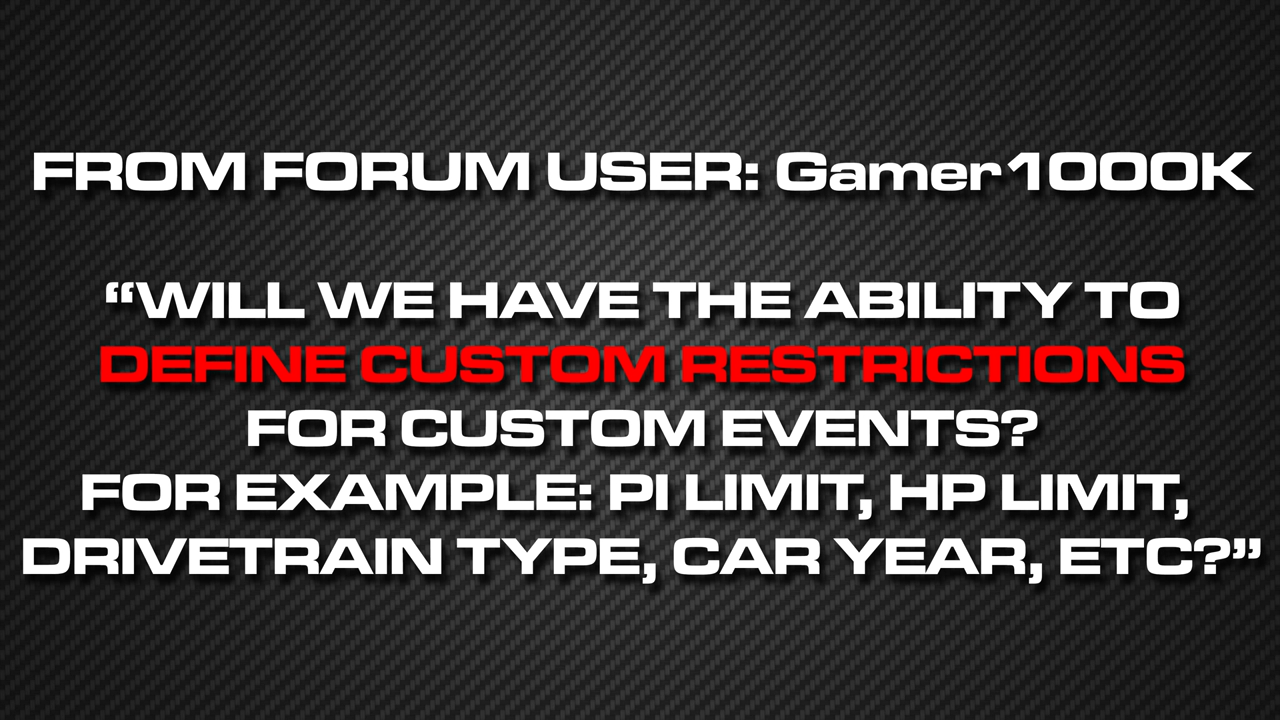 FROM FORUM USER: Gamer1000K
“WILL WE HAVE THE ABILITY TO
DEFINE CUSTOM RESTRICTIONS
FOR CUSTOM EVENTS?
FOR EXAMPLE: PI LIMIT, HP LIMIT,
DRIVETRAIN TYPE, CAR YEAR, ETC?”